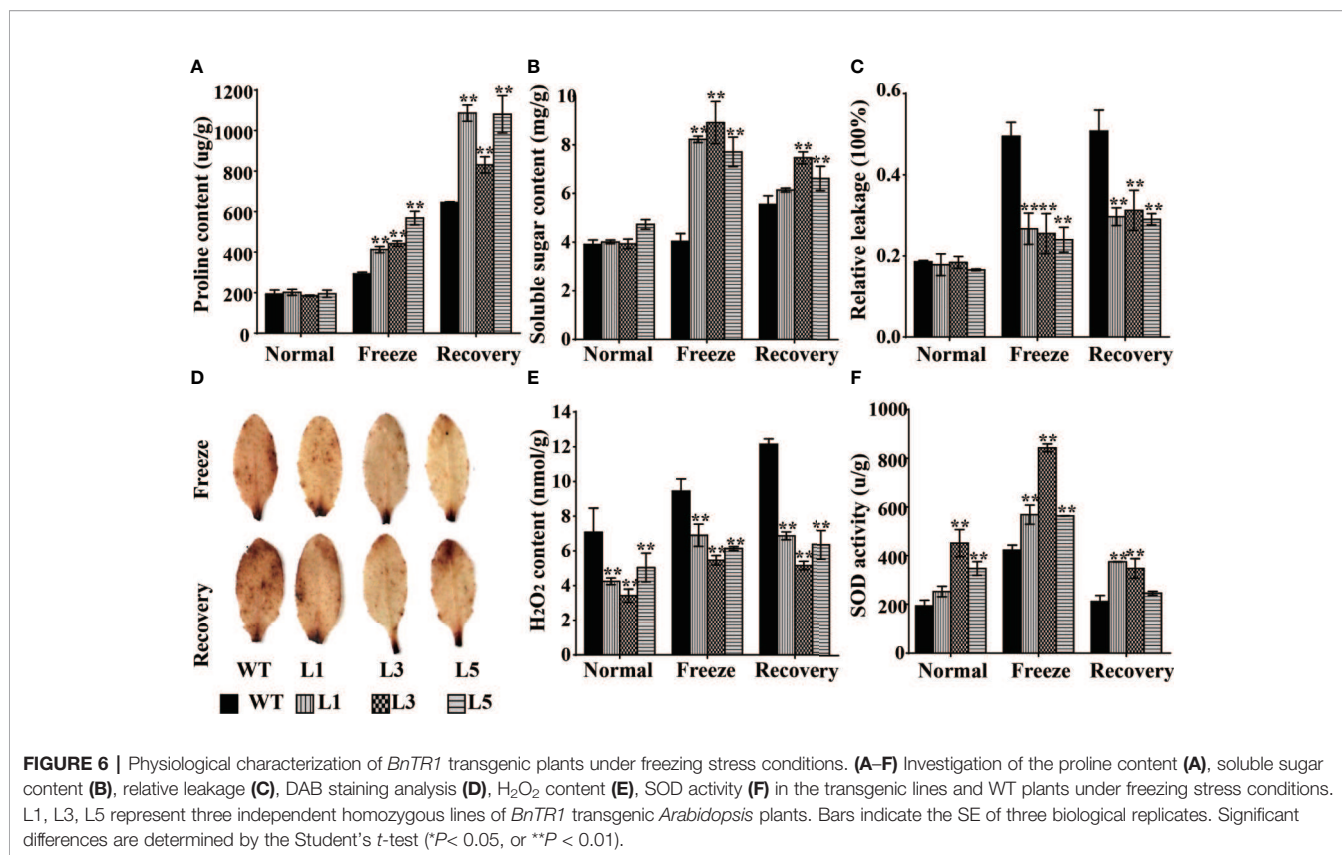 A
Proline content (ug/g)
1200
1000
800
600
400
200
0
** ** **
** ** **
Normal Freeze Recovery
B
Soluble sugar content (mg/g)
10
8
6
4
2
0
** ** **
** **
Normal Freeze Recovery
C
Relative leakage (100%)
0.6
0.4
0.2
0.0
**** **
** ** **
Normal Freeze Recovery
D
Freeze
Recovery
WT L1 L3 L5
WT L1 L3 L5
E
H₂O₂ content (nmol/g)
14
12
10
8
6
4
2
0
** ** **
** ** **
** ** **
Normal Freeze Recovery
F
SOD activity (u/g)
1000
800
600
400
200
0
** **
** ** **
** **
Normal Freeze Recovery
FIGURE 6 | Physiological characterization of BnTR1 transgenic plants under freezing stress conditions. (A–F) Investigation of the proline content (A), soluble sugar
content (B), relative leakage (C), DAB staining analysis (D), H₂O₂ content (E), SOD activity (F) in the transgenic lines and WT plants under freezing stress conditions.
L1, L3, L5 represent three independent homozygous lines of BnTR1 transgenic Arabidopsis plants. Bars indicate the SE of three biological replicates. Significant
differences are determined by the Student's t-test (*P< 0.05, or **P < 0.01).